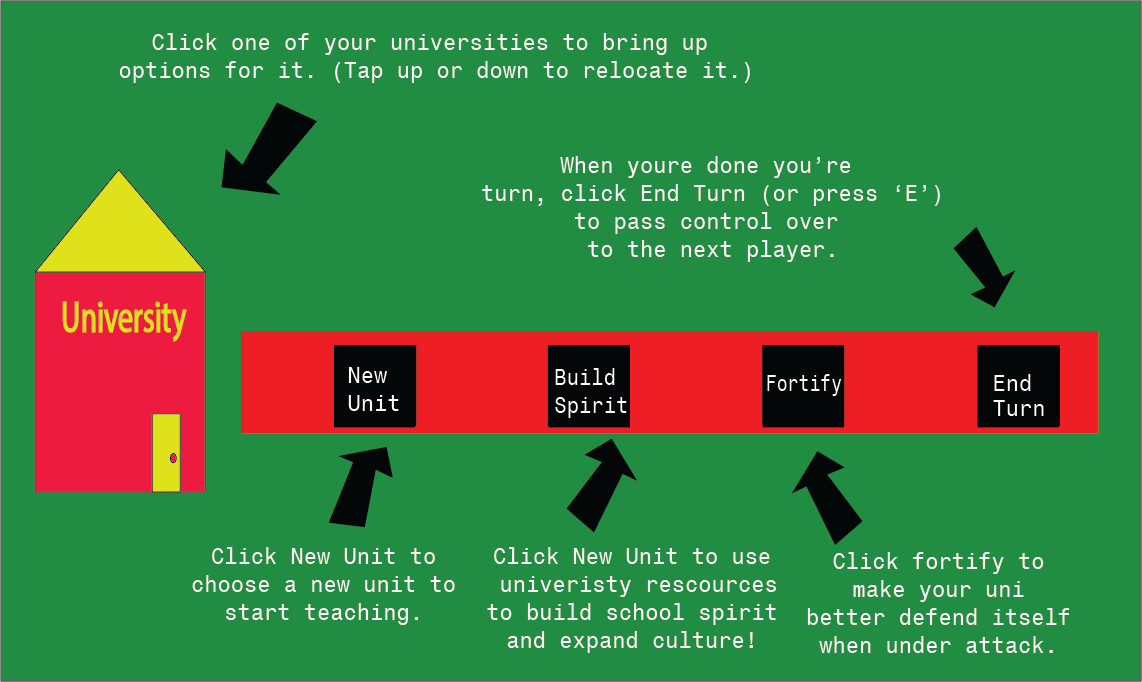 Click one of your universities to bring up
options for it. (Tap up or down to relocate it.)
When youre done you’re
turn, click End Turn (or press ‘E’)
to pass control over
to the next player.
University
New
Unit
Build
Spirit
Fortify
End
Turn
Click New Unit to
choose a new unit to
start teaching.
Click New Unit to use
univeristy rescources
to build school spirit
and expand culture!
Click fortify to
make your uni
better defend itself
when under attack.